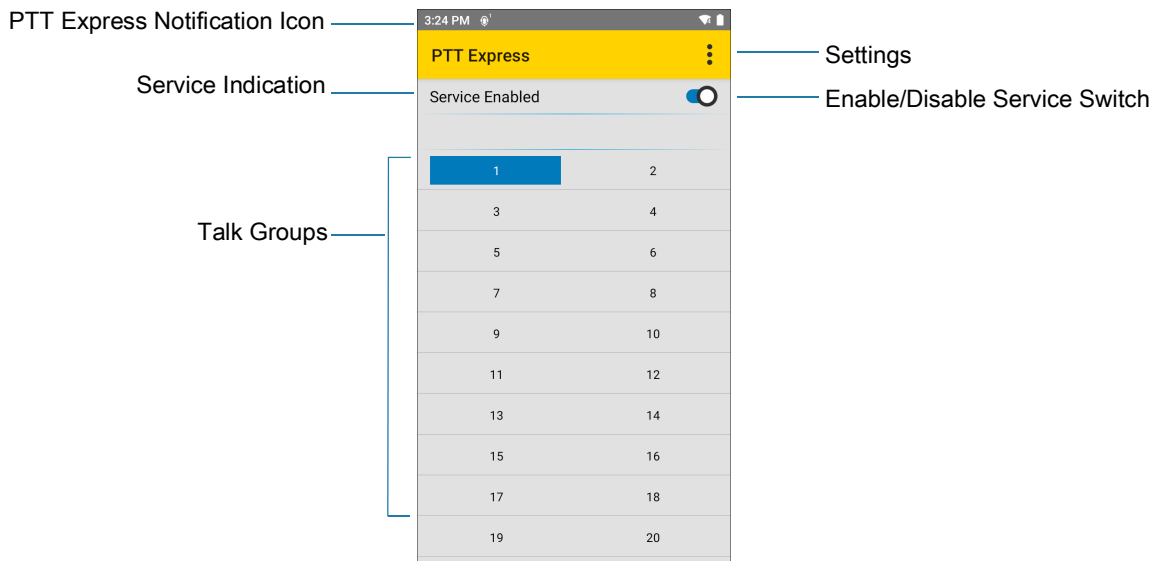 PTT Express Notification Icon
3:24 PM 1
PTT Express
Settings
Service Indication
Service Enabled
Enable/Disable Service Switch
Talk Groups
1 2
3 4
5 6
7 8
9 10
11 12
13 14
15 16
17 18
19 20